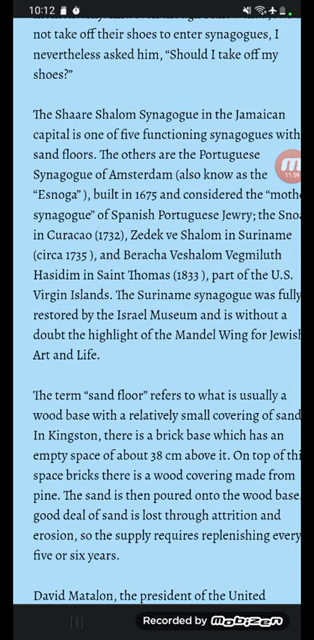 10:12
not take off their shoes to enter synagogues, I
nevertheless asked him, “Should I take off my
shoes?”
The Shaare Shalom Synagogue in the Jamaican
capital is one of five functioning synagogues with
sand floors. The others are the Portuguese
Synagogue of Amsterdam (also know as the
11:59
“Esnoga”), built in 1675 and considered the “moth
synagogue” of Spanish Portuguese Jewry; the Sno
in Curacao (1732), Zedek ve Shalom in Suriname
(circa 1735), and Beracha Veshalom Vegmiluth
Hasidim in Saint Thomas (1833), part of the U.S.
Virgin Islands. The Suriname synagogue was fully
restored by the Israel Museum and is without a
doubt the highlight of the Mandel Wing for Jewis
Art and Life.
The term “sand floor” refers to what is usually a
wood base with a relatively small covering of sand
In Kingston, there is a brick base which has an
empty space of about 38 cm above it. On top of thi
space bricks there is a wood covering made from
pine. The sand is then poured onto the wood base.
good deal of sand is lost through attrition and
erosion, so the supply requires replenishing every
five or six years.
David Matalon, the president of the United
Recorded by mobizen